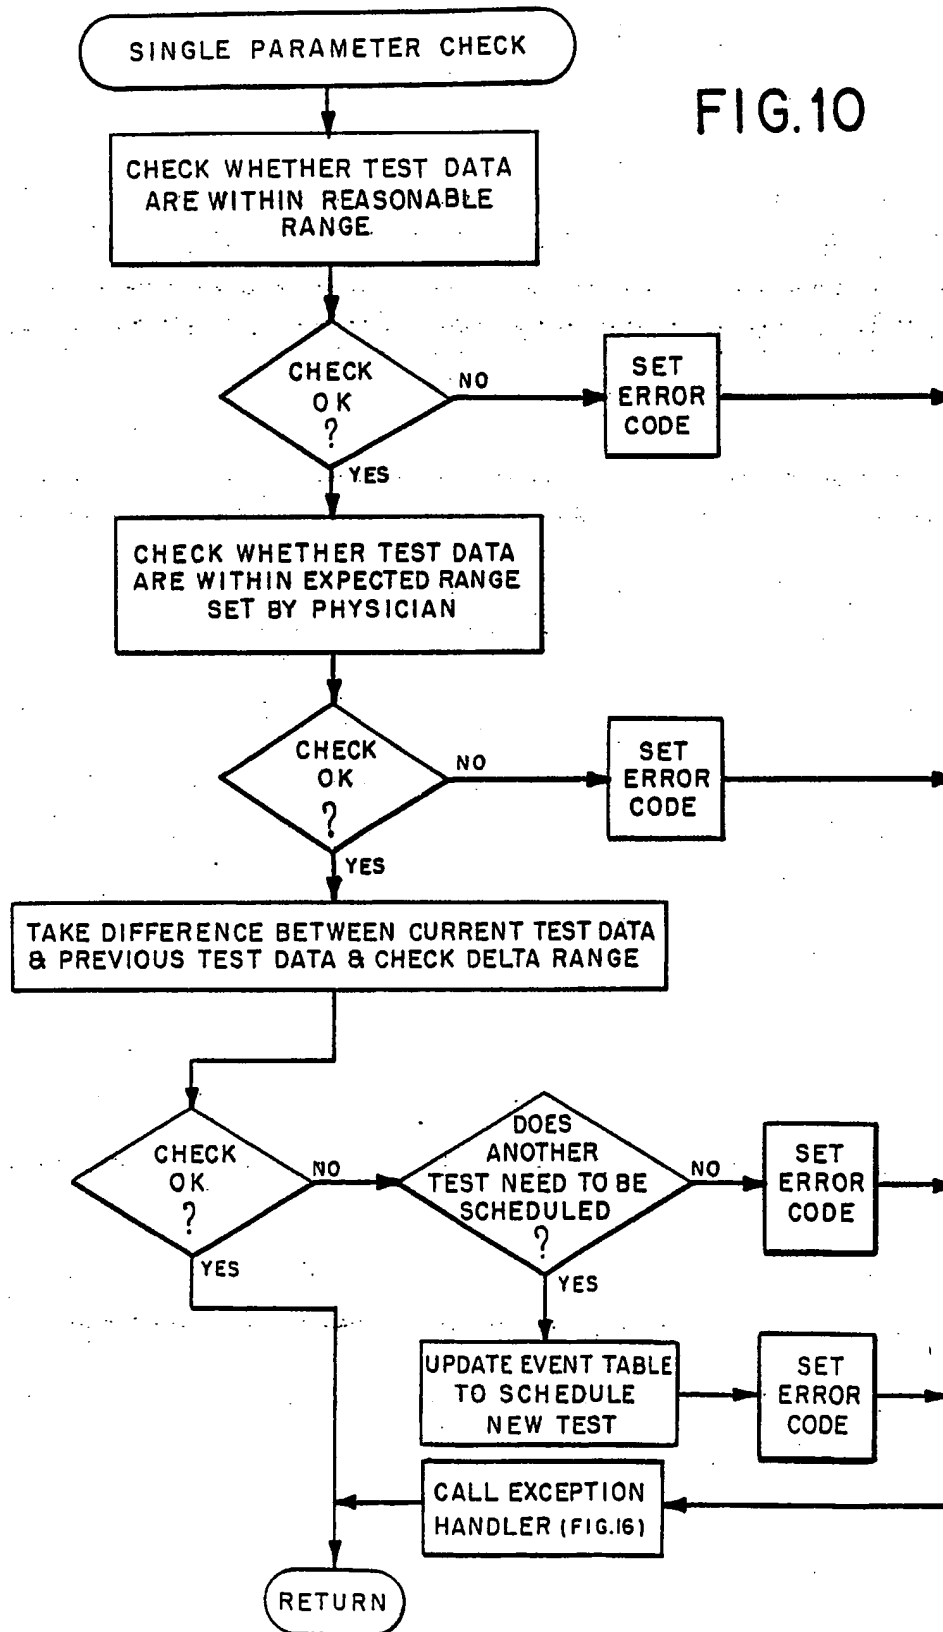 SINGLE PARAMETER CHECK
FIG.10
CHECK WHETHER TEST DATA
ARE WITHIN REASONABLE
RANGE
CHECK
OK
?
NO
SET
ERROR
CODE
YES
CHECK WHETHER TEST DATA
ARE WITHIN EXPECTED RANGE
SET BY PHYSICIAN
CHECK
OK
?
NO
SET
ERROR
CODE
YES
TAKE DIFFERENCE BETWEEN CURRENT TEST DATA
& PREVIOUS TEST DATA & CHECK DELTA RANGE
CHECK
OK
?
NO
YES
DOES
ANOTHER
TEST NEED TO BE
SCHEDULED
?
NO
SET
ERROR
CODE
YES
UPDATE EVENT TABLE
TO SCHEDULE
NEW TEST
SET
ERROR
CODE
CALL EXCEPTION
HANDLER (FIG.16)
RETURN